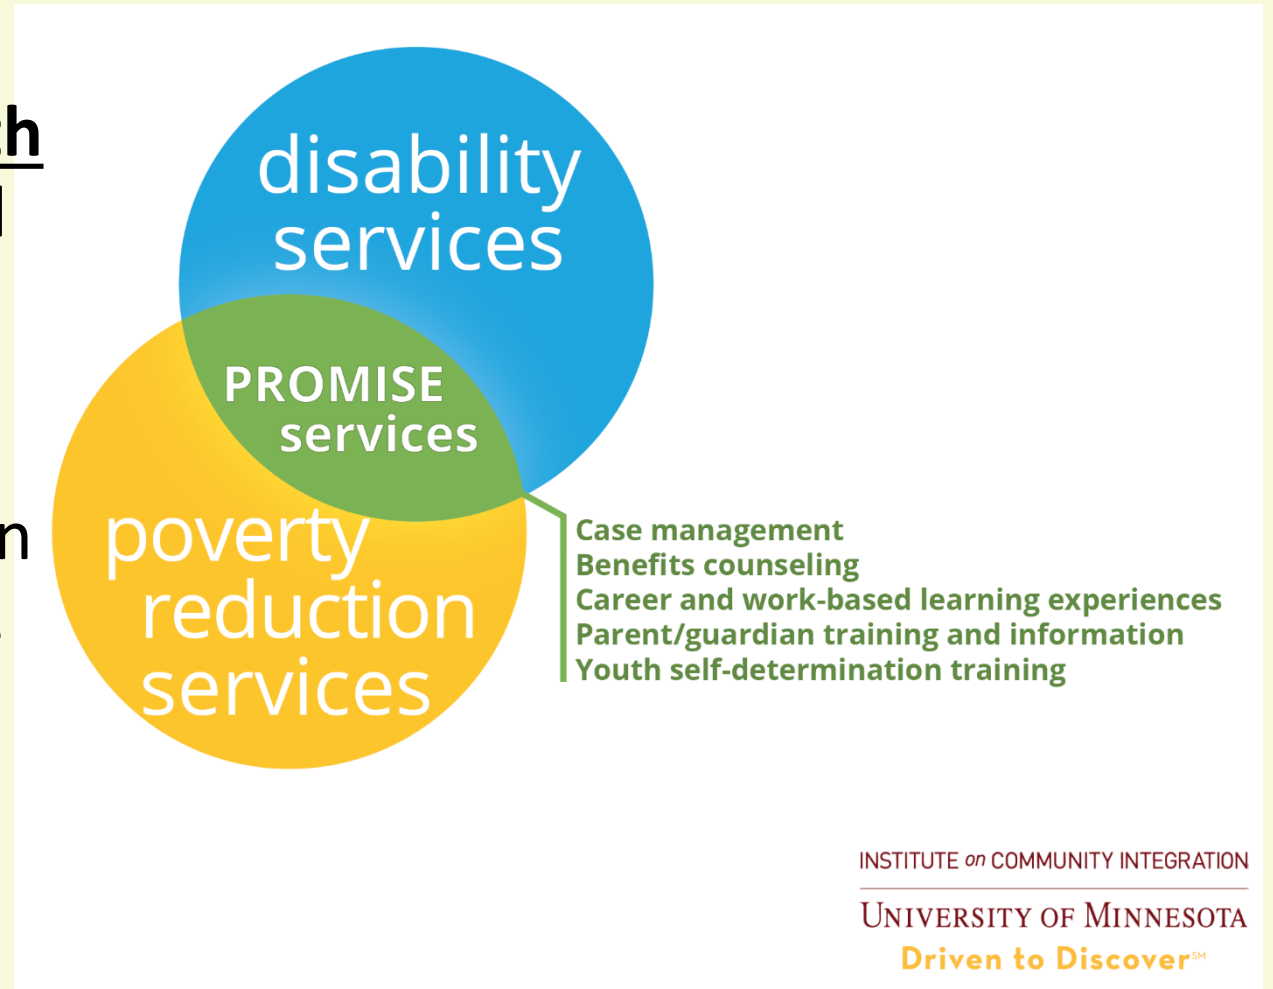 disability
services
PROMISE
services
poverty
reduction
services
Case management
Benefits counseling
Career and work-based learning experiences
Parent/guardian training and information
Youth self-determination training
INSTITUTE on COMMUNITY INTEGRATION
UNIVERSITY OF MINNESOTA
Driven to Discover℠